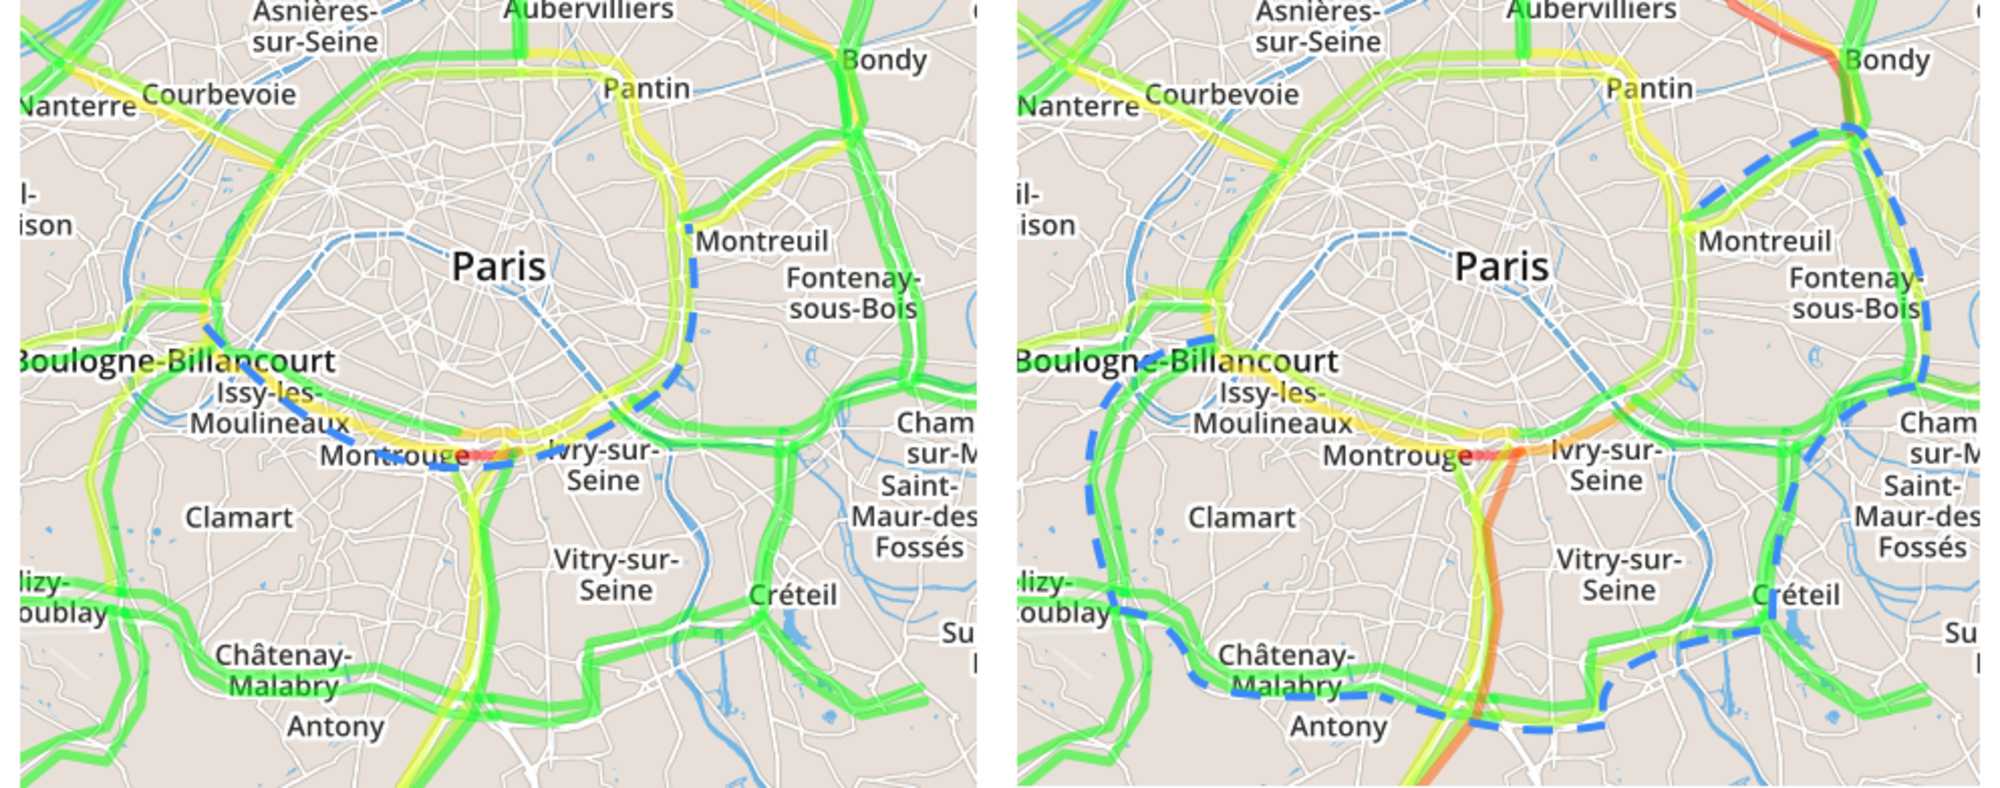 Asnières-
sur-Seine
Aubervilliers
Bondy
Pantin
Nanterre
Courbevoie
l-
ison
Paris
Montreuil
Fontenay-
sous-Bois
Boulogne-Billancourt
Issy-les-
Moulineaux
Montrouge
Ivry-sur-
Seine
Cham
sur-M
Saint-
Maur-des
Fossés
Clamart
Vitry-sur-
Seine
lizy-
oublay
Créteil
Su
Châtenay-
Malabry
Antony
Asnières-
sur-Seine
Aubervilliers
Bondy
Pantin
Nanterre
Courbevoie
il-
ison
Paris
Montreuil
Fontenay-
sous-Bois
Boulogne-Billancourt
Issy-les-
Moulineaux
Montrouge
Ivry-sur-
Seine
Cham
sur-M
Saint-
Maur-des
Fossés
Clamart
Vitry-sur-
Seine
élizy-
coublay
Créteil
Su
Châtenay-
Malabry
Antony